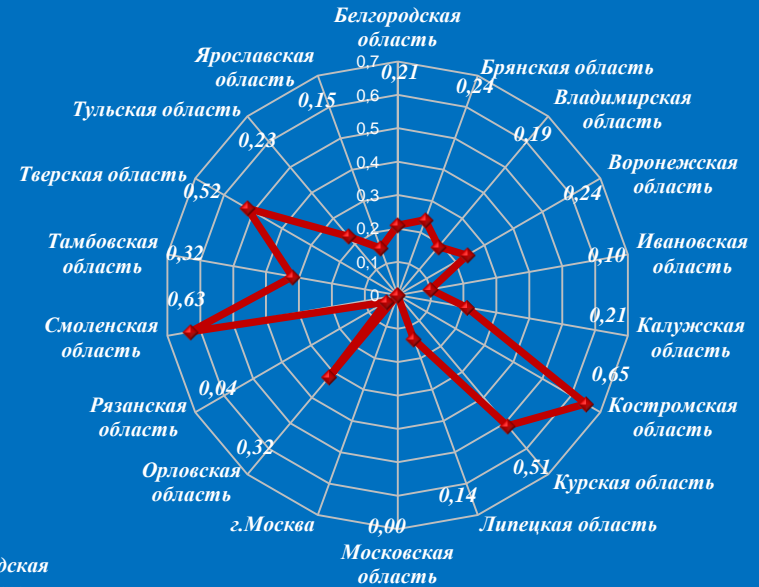 Белгородская
область
0,7
0,21
Брянская область
0,24
Владимирская
область
0,19
Воронежская
область
0,24
Ивановская
область
0,10
Калужская
область
0,21
Костромская
область
0,65
Курская область
0,51
Липецкая область
0,14
Московская
область
0,00
г.Москва
Орловская
область
0,32
Рязанская
область
0,04
Смоленская
область
0,63
Тамбовская
область
0,32
Тверская область
0,52
Тульская область
0,23
Ярославская
область
0,15
0,6
0,5
0,4
0,3
0,2
0,1
0
дская